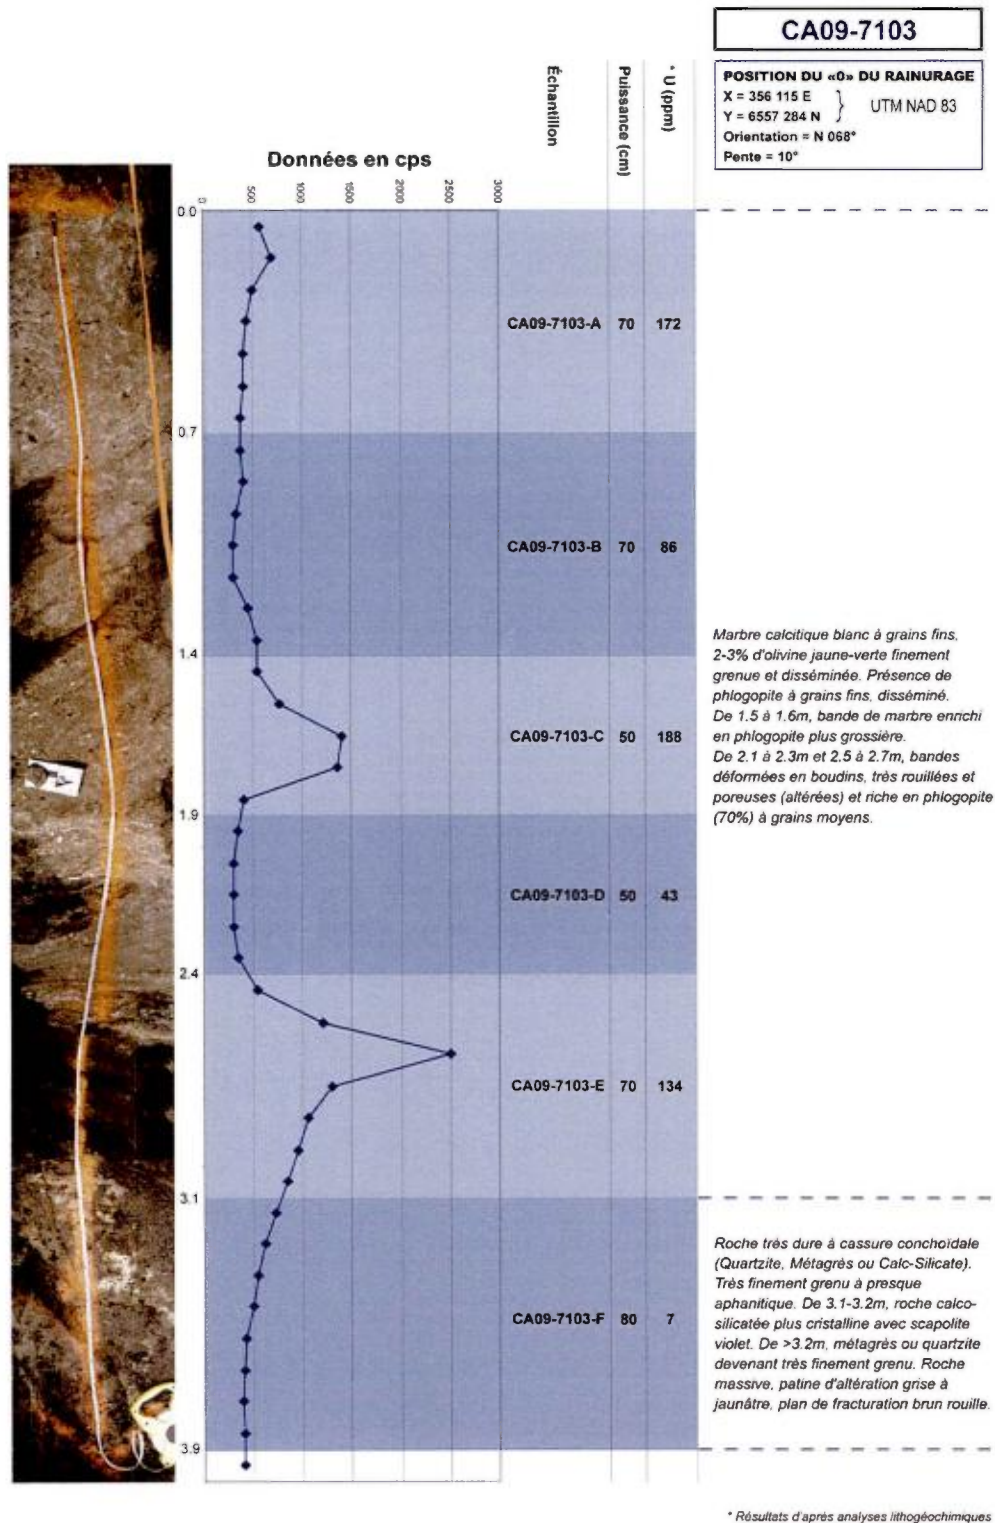 CA09-7103
POSITION DU «0» DU RAINURAGE
X = 356 115 E
Y = 6557 284 N
UTM NAD 83
Orientation = N 068°
Pente = 10°
Données en cps
Échantillon
Puissance (cm)
* U (ppm)
0 500 1000 1500 2000 2500 3000
0.0
CA09-7103-A 70 172
0.7
CA09-7103-B 70 86
1.4
CA09-7103-C 50 188
1.9
CA09-7103-D 50 43
2.4
CA09-7103-E 70 134
3.1
CA09-7103-F 80 7
3.9
Marbre calcitique blanc à grains fins,
2-3% d'olivine jaune-verte finement
grenue et disséminée. Présence de
phlogopite à grains fins, disséminé.
De 1.5 à 1.6m, bande de marbre enrichi
en phlogopite plus grossière.
De 2.1 à 2.3m et 2.5 à 2.7m, bandes
déformées en boudins, très rouillées et
poreuses (altérées) et riche en phlogopite
(70%) à grains moyens.
Roche très dure à cassure conchoïdale
(Quartzite, Métagrès ou Calc-Silicate).
Très finement grenu à presque
aphanitique. De 3.1-3.2m, roche calco-
silicatée plus cristalline avec scapolite
violet. De >3.2m, métagrès ou quartzite
devenant très finement grenu. Roche
massive, patine d'altération grise à
jaunâtre, plan de fracturation brun rouille.
* Résultats d'après analyses lithogéochimiques